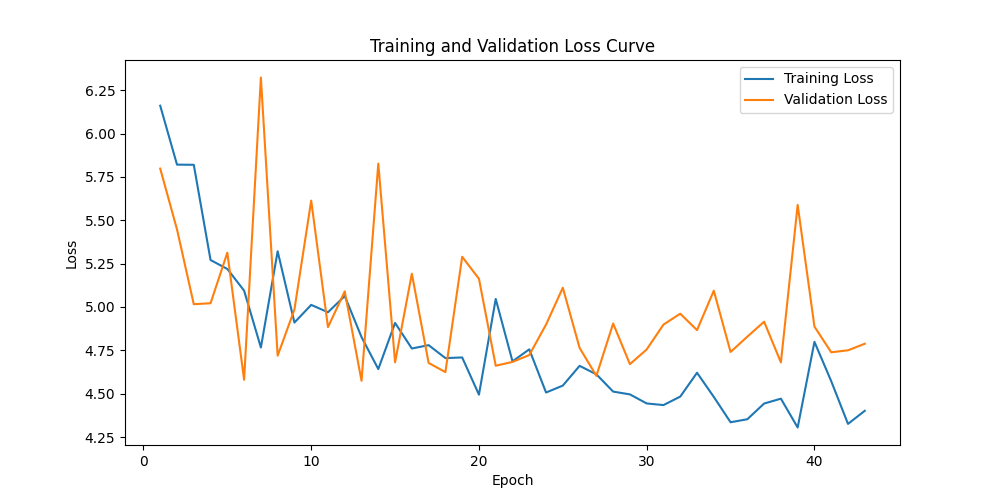 Training and Validation Loss Curve
Training Loss
Validation Loss
6.25
6.00
5.75
5.50
5.25
5.00
4.75
4.50
4.25
Loss
0 10 20 30 40
Epoch